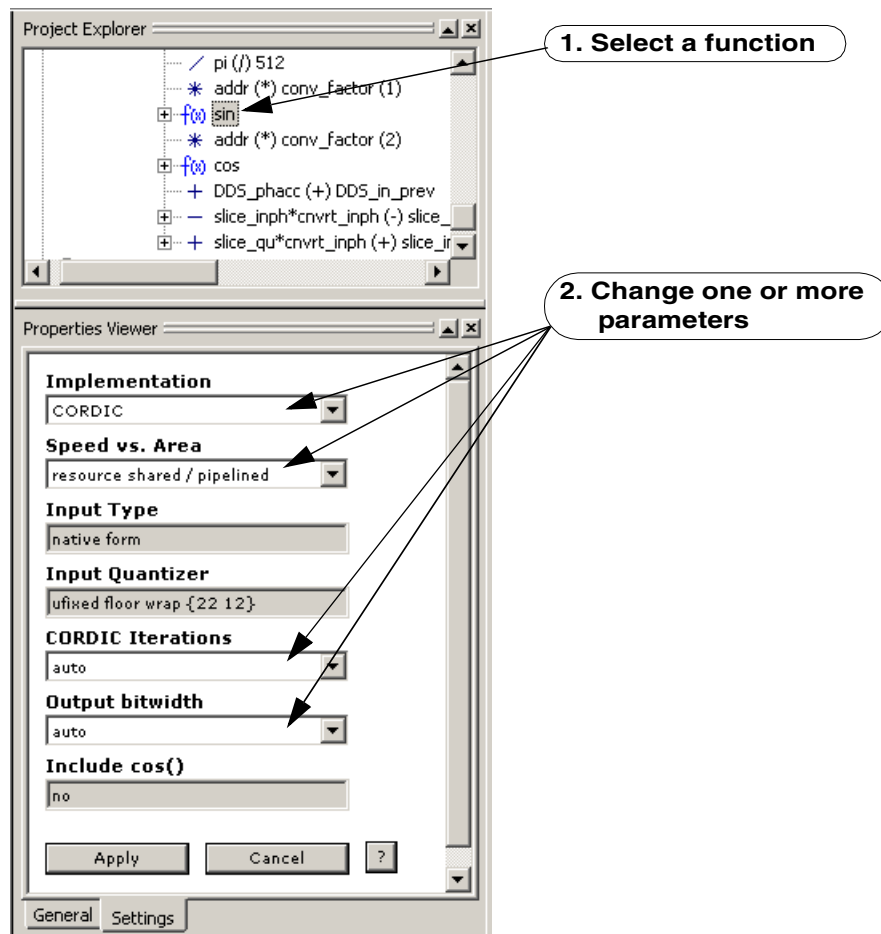 Project Explorer
pi (/) 512
addr (*) conv_factor (1)
f(x) sin
addr (*) conv_factor (2)
f(x) cos
DDS_phacc (+) DDS_in_prev
slice_inph*cnvrt_inph (-) slice_
slice_qu*cnvrt_inph (+) slice_ir
1. Select a function
2. Change one or more
parameters
Properties Viewer
Implementation
CORDIC
Speed vs. Area
resource shared / pipelined
Input Type
native form
Input Quantizer
ufixed floor wrap {22 12}
CORDIC Iterations
auto
Output bitwidth
auto
Include cos()
no
Apply Cancel ?
General Settings